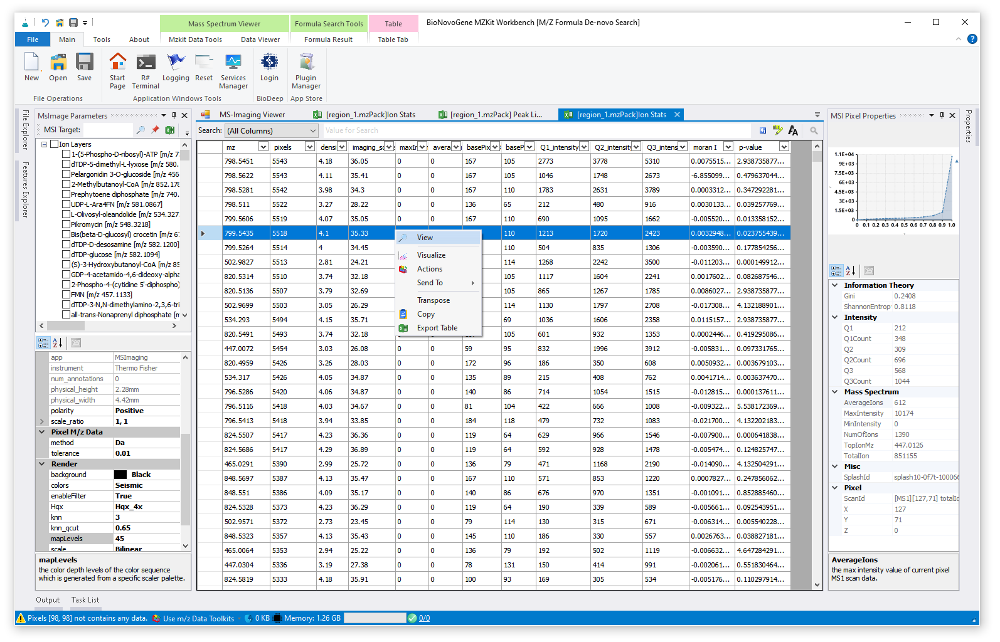 Mass Spectrum Viewer Formula Search Tools Table BioNovoGene MZKit Workbench [M/Z Formula De-novo Search]
File Main Tools About Mzkit Data Tools Data Viewer Formula Result Table Tab
New Open Save Start Page R# Terminal Logging Reset Services Manager Login Plugin Manager
File Operations Application Windows Tools BioDeep App Store
File Explorer
Features Explorer
MsImage Parameters
MSI Target:
Ion Layers
1-(5-Phospho-D-ribosyl)-ATP [m/z 7
dTDP-5-dimethyl-L-lyxose [m/z 580.
Pelargonidin 3-O-glucoside [m/z 456
2-Methylbutanoyl-CoA [m/z 852.178
Prephytoene diphosphate [m/z 740.
UDP-L-Ara4FN [m/z 581.0867]
L-Olivosyl-oleandolide [m/z 534.327
Pikromycin [m/z 548.3218]
Bis(beta-D-glucosyl) crocetin [m/z 6
dTDP-D-desosamine [m/z 582.1200]
dTDP-glucose [m/z 582.1094]
(S)-3-Hydroxybutanoyl-CoA [m/z 85
GDP-4-acetamido-4,6-dideoxy-alpha
2-Phospho-4-(cytidine 5'-diphospho)
FMN [m/z 457.1133]
dTDP-3-N,N-dimethylamino-2,3,6-tri
all-trans-Nonaprenyl diphosphate [m
app MSImaging
instrument Thermo Fisher
num_annotations 0
physical_height 2.28mm
physical_width 4.42mm
polarity Positive
scale_ratio 1, 1
Pixel M/z Data
method Da
tolerance 0.01
Render
background Black
colors Seismic
enableFilter True
Hqx Hqx_4x
knn 3
knn_qcut 0.65
mapLevels 45
scale Bilinear
mapLevels
the color depth levels of the color sequence
which is generated from a specific scaler palette.
MS-Imaging Viewer [region_1.mzPack]Ion Stats [region_1.mzPack] Peak Li... [region_1.mzPack]Ion Stats
Search: (All Columns) Value for Search
mz pixels densi imaging_sc maxIn avera basePix baseP Q1_intensity Q2_intensity Q3_intens moran I p-value
798.5451 5543 4.18 36.05 0 0 167 105 2773 3778 5310 0.0075515... 2.938735877...
798.5622 5543 4.11 35.41 0 0 167 105 1046 1748 2673 -6.855099... 0.479637044...
798.5281 5542 3.98 34.3 0 0 167 110 1783 2631 3789 0.0003312... 0.347292281...
798.511 5522 3.27 28.22 0 0 136 65 212 480 916 0.0030133... 0.039257769...
799.5606 5519 4.07 35.05 0 0 167 110 690 1095 1662 -0.005520... 0.013358152...
799.5435 5518 4.1 35.33 110 1213 1720 2423 0.0032948... 0.023755439...
799.5264 5514 4 34.45 110 504 835 1306 -0.003590... 0.177854256...
502.9827 5513 2.81 24.21 114 1268 2242 3500 -0.011203... 0.000149912...
820.5314 5510 3.74 32.18 105 1117 1604 2241 0.0017602... 0.082687546...
820.5136 5507 3.79 32.69 105 865 1267 1785 0.0086027... 2.938735877...
502.9699 5503 3.05 26.29 114 1130 1797 2708 -0.017308... 4.132188901...
534.293 5494 4.15 35.71 69 1036 1606 2358 0.0115157... 2.938735877...
820.5491 5493 3.74 32.18 105 601 932 1353 0.0002446... 0.419295086...
447.0072 5454 3.03 26.08 0 0 59 95 832 1996 3912 -0.005831... 0.097331765...
820.4959 5426 3.26 28.03 0 0 172 96 186 350 608 0.0050932... 0.003679103...
534.317 5426 4.05 34.87 0 0 135 89 215 408 762 0.0041714... 0.003637470...
796.5286 5420 4.06 34.87 0 0 140 86 714 1054 1515 -0.012815... 0.000137611...
796.5116 5418 4.03 34.67 0 0 81 104 422 666 1008 -0.009322... 5.538172369...
796.5413 5418 3.94 33.85 0 0 184 118 479 732 1083 -0.021700... 4.132202183...
824.5507 5417 4.23 36.36 0 0 119 64 629 966 1546 -0.007900... 0.000641838...
824.5686 5417 4.29 36.89 0 0 119 64 592 928 1478 -0.005474... 0.124825747...
465.0291 5390 2.99 25.72 0 0 136 79 471 1168 2190 -0.014090... 4.132504291...
848.5697 5387 4.13 35.47 0 0 167 110 571 853 1220 0.0007827... 0.247856062...
848.551 5386 4.09 35.17 0 0 140 86 676 970 1351 -0.001091... 0.852885460...
824.5328 5373 4.23 36.29 0 0 119 64 190 339 589 -0.005661... 0.092543951...
502.9571 5372 2.73 23.45 0 0 79 114 130 315 671 -0.006314... 0.005540228...
848.5323 5357 4.13 35.43 0 0 145 110 186 330 557 0.0026763... 0.038827181...
465.0064 5353 2.94 25.22 0 0 136 79 192 502 1119 -0.006632... 4.647284291...
447.0304 5336 3.19 27.38 0 0 78 131 150 414 991 -0.002061... 0.551830464...
824.5819 5333 4.18 35.91 0 0 100 93 169 305 534 -0.005176... 0.110297914...
View
Visualize
Actions
Send To
Transpose
Copy
Export Table
MSI Pixel Properties
Properties
1.1E+04
9E+03
7.5E+03
6E+03
4.5E+03
3E+03
1.5E+03
0
0 0.1 0.2 0.3 0.4 0.5 0.6 0.7 0.8 0.9 1.0
Information Theory
Gini 0.2408
ShannonEntropy 0.8118
Intensity
Q1 212
Q1Count 348
Q2 309
Q2Count 696
Q3 568
Q3Count 1044
Mass Spectrum
AverageIons 612
MaxIntensity 10174
MinIntensity 0
NumOfIons 1390
TopIonMz 447.0126
TotalIon 851155
Misc
SplashId splash10-0f7t-10006
Pixel
ScanId [MS1][127,71] totalIo
X 127
Y 71
Z 0
AverageIons
the max intensity value of current pixel
MS1 scan data.
Output Task List
Pixels [98, 98] not contains any data. Use m/z Data Toolkits 0 KB Memory: 1.26 GB 0/0